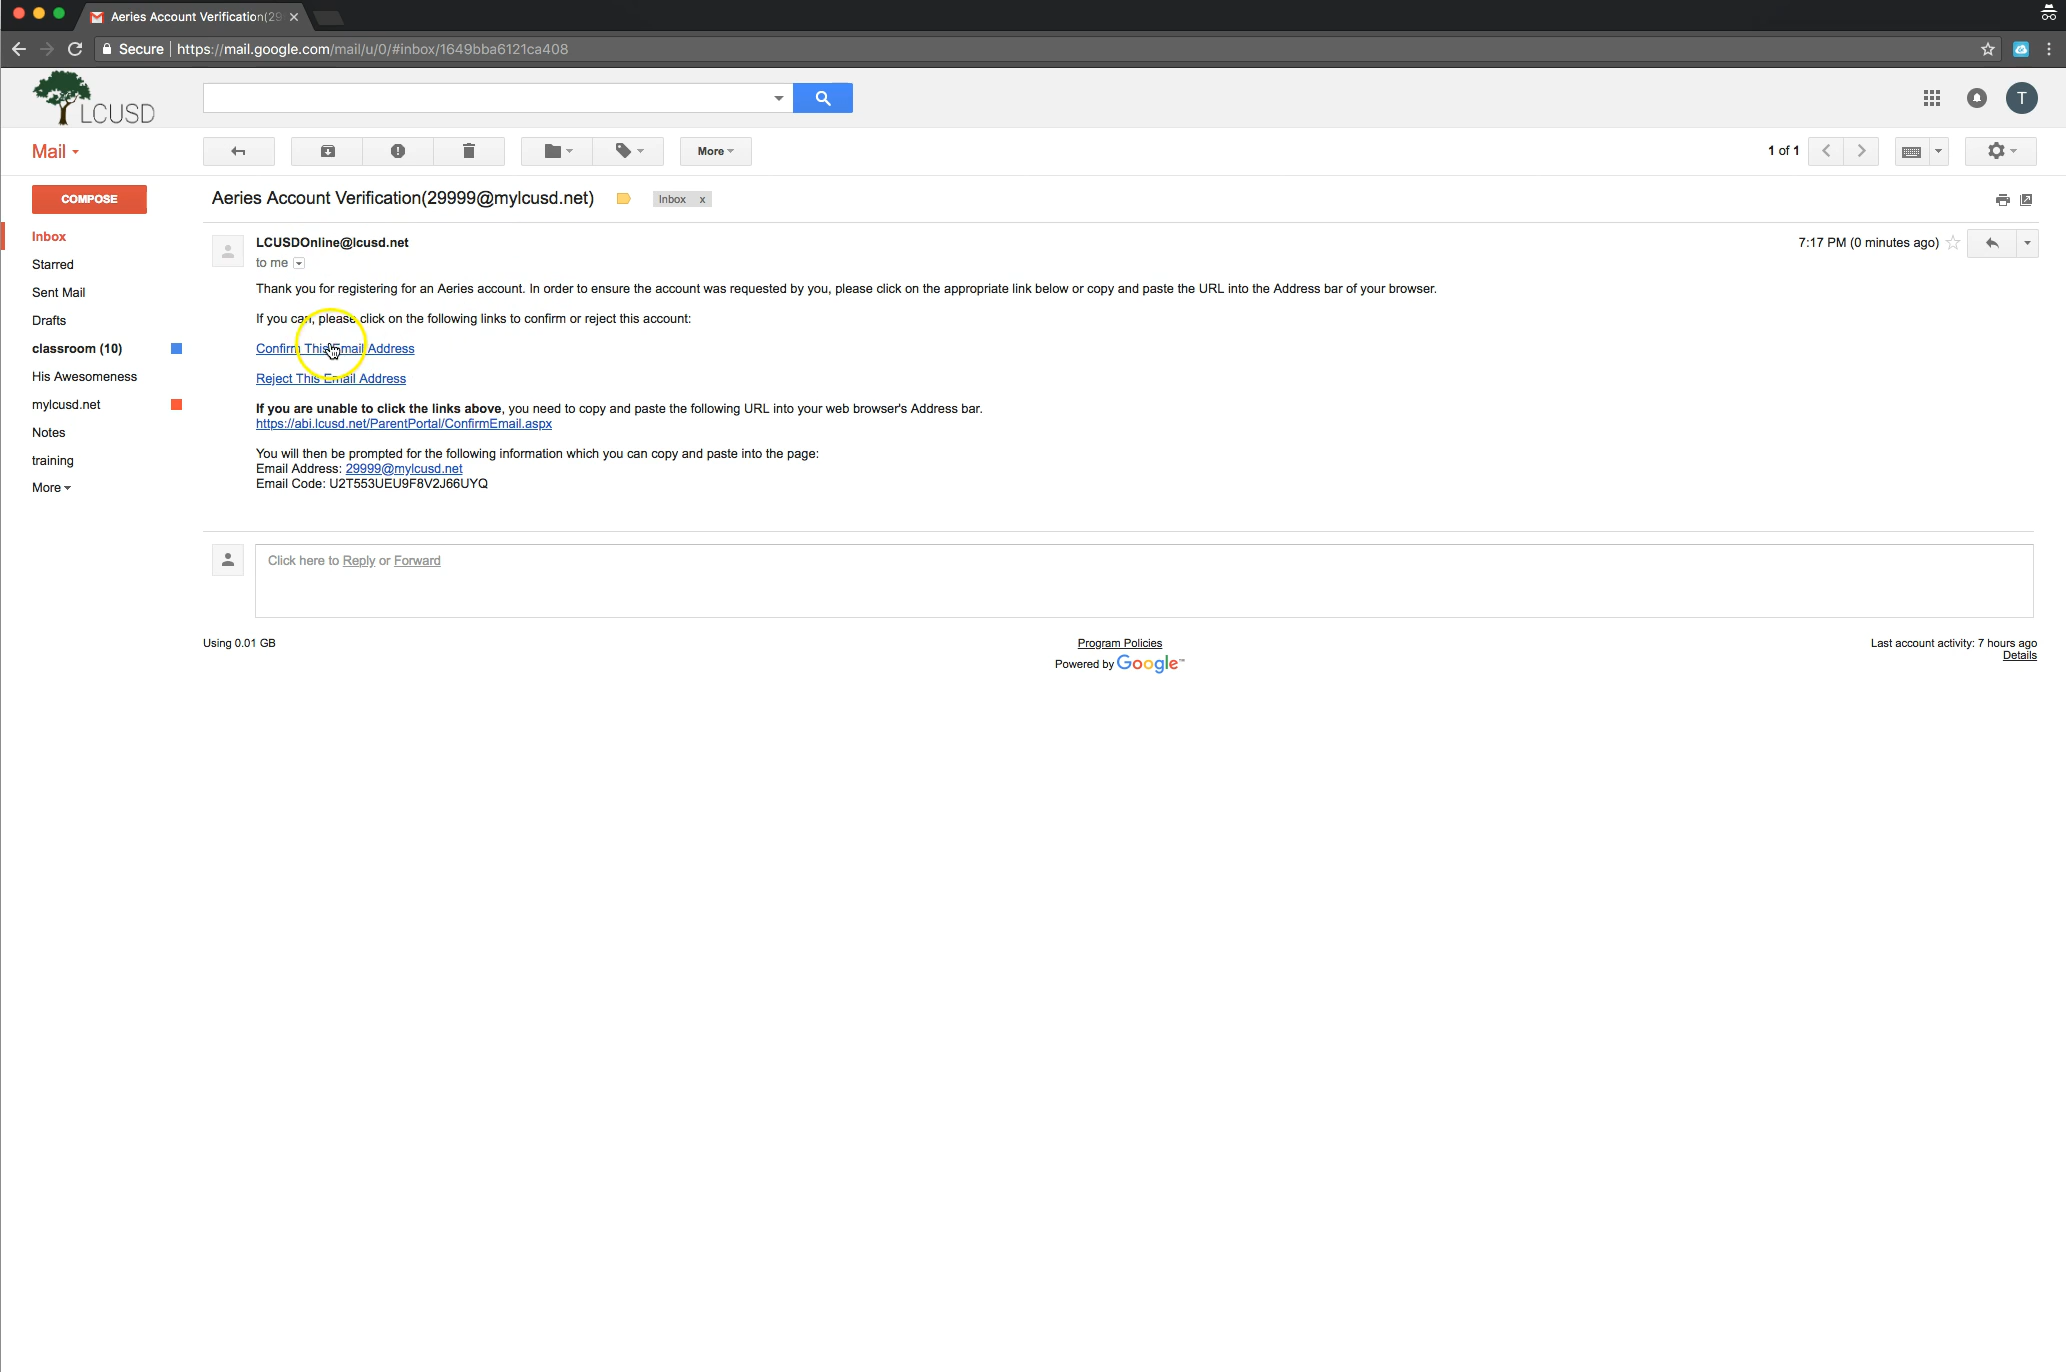 Aeries Account Verification(29
Secure
https://mail.google.com/mail/u/0/#inbox/1649bba6121ca408
LCUSD
T
Mail
More
1 of 1
COMPOSE
Inbox
Starred
Sent Mail
Drafts
classroom (10)
His Awesomeness
mylcusd.net
Notes
training
More
Aeries Account Verification(29999@mylcusd.net)
Inbox x
LCUSDOnline@lcusd.net
7:17 PM (0 minutes ago)
to me
Thank you for registering for an Aeries account. In order to ensure the account was requested by you, please click on the appropriate link below or copy and paste the URL into the Address bar of your browser.
If you can, please click on the following links to confirm or reject this account:
Confirm This Email Address
Reject This Email Address
If you are unable to click the links above, you need to copy and paste the following URL into your web browser's Address bar.
https://abi.lcusd.net/ParentPortal/ConfirmEmail.aspx
You will then be prompted for the following information which you can copy and paste into the page:
Email Address: 29999@mylcusd.net
Email Code: U2T553UEU9F8V2J66UYQ
Click here to Reply or Forward
Using 0.01 GB
Program Policies
Powered by Google™
Last account activity: 7 hours ago
Details